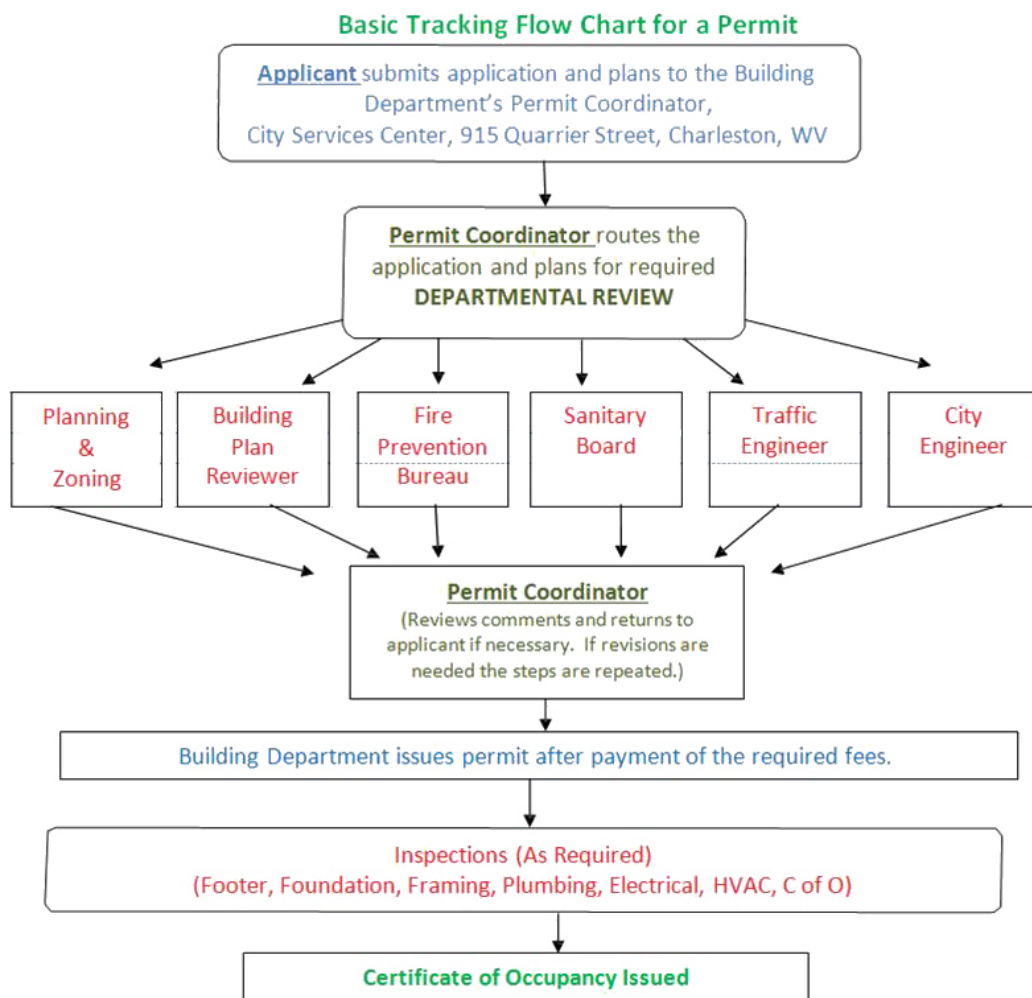 Basic Tracking Flow Chart for a Permit
Applicant submits application and plans to the Building
Department's Permit Coordinator,
City Services Center, 915 Quarrier Street, Charleston, WV
Permit Coordinator routes the
application and plans for required
DEPARTMENTAL REVIEW
Planning
&
Zoning
Building
Plan
Reviewer
Fire
Prevention
Bureau
Sanitary
Board
Traffic
Engineer
City
Engineer
Permit Coordinator
(Reviews comments and returns to
applicant if necessary.  If revisions are
needed the steps are repeated.)
Building Department issues permit after payment of the required fees.
Inspections (As Required)
(Footer, Foundation, Framing, Plumbing, Electrical, HVAC, C of O)
Certificate of Occupancy Issued